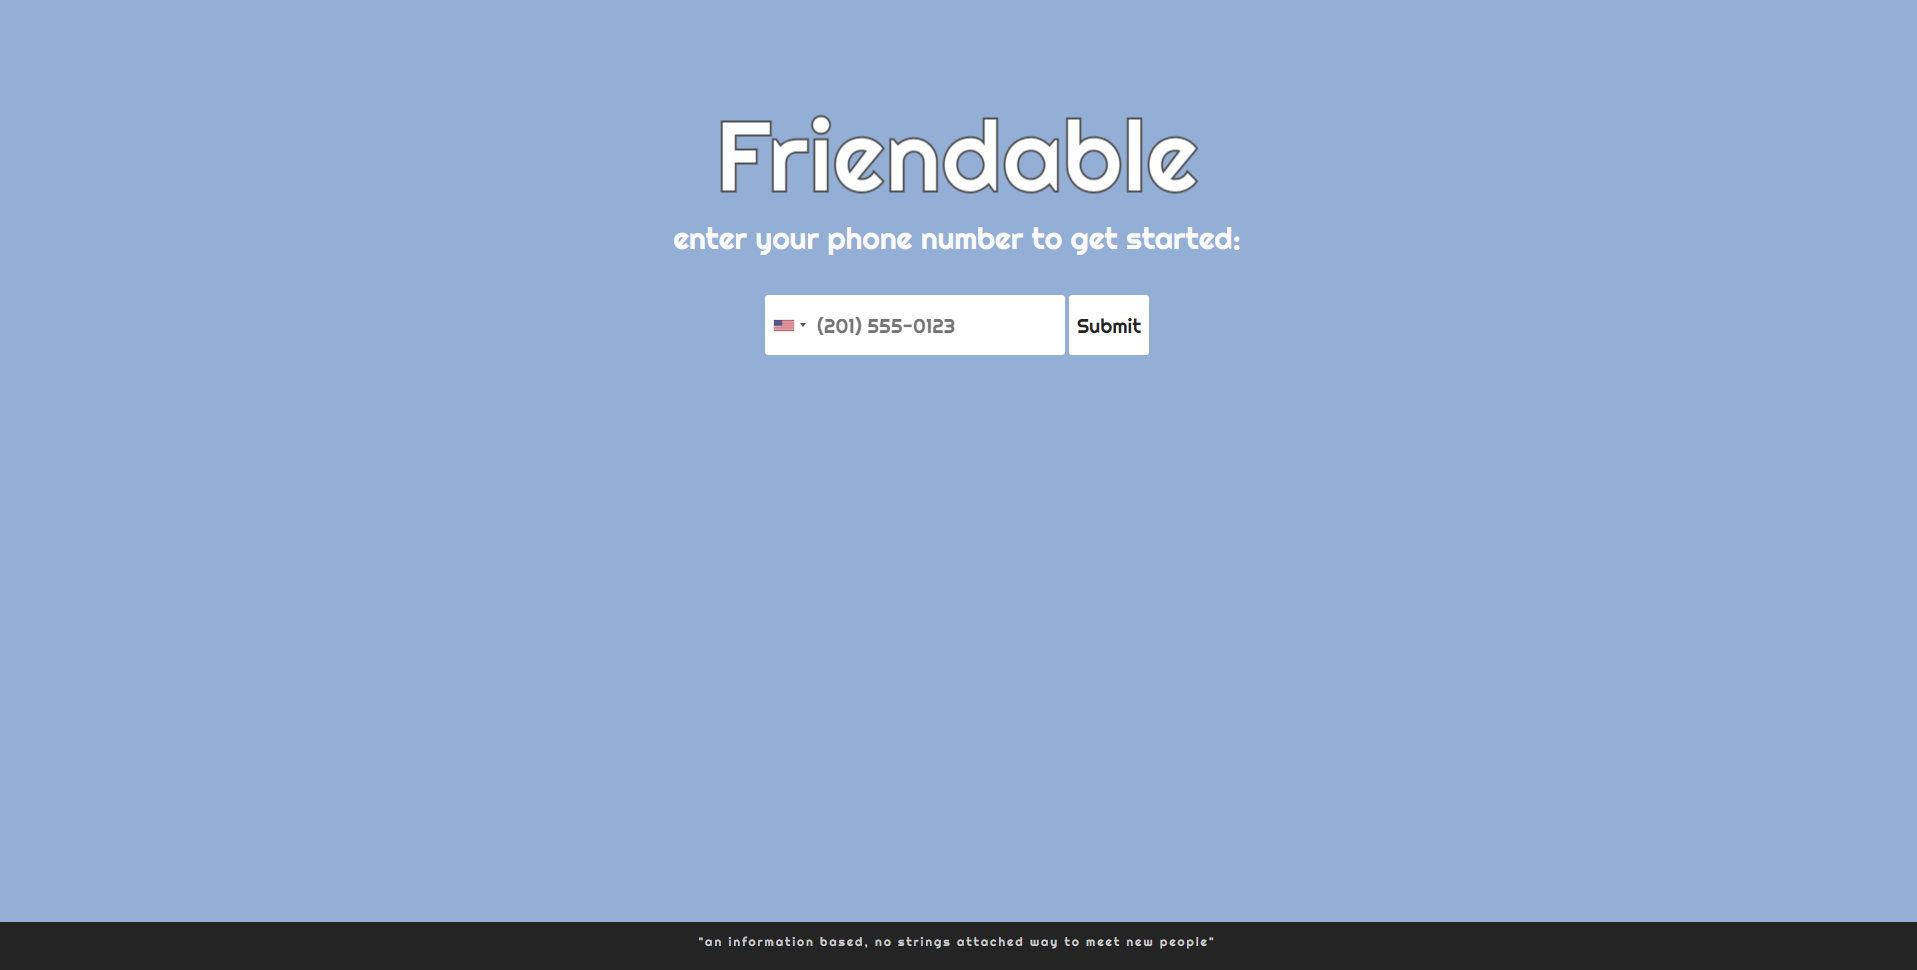 Friendable
enter your phone number to get started:
(201) 555-0123 Submit
"an information based, no strings attached way to meet new people"